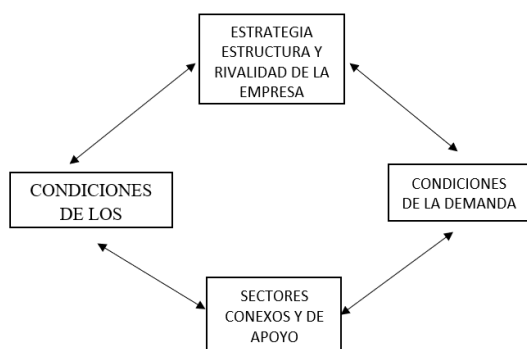 ESTRATEGIA
ESTRUCTURA Y
RIVALIDAD DE LA
EMPRESA
CONDICIONES
DE LOS
CONDICIONES
DE LA DEMANDA
SECTORES
CONEXOS Y DE
APOYO